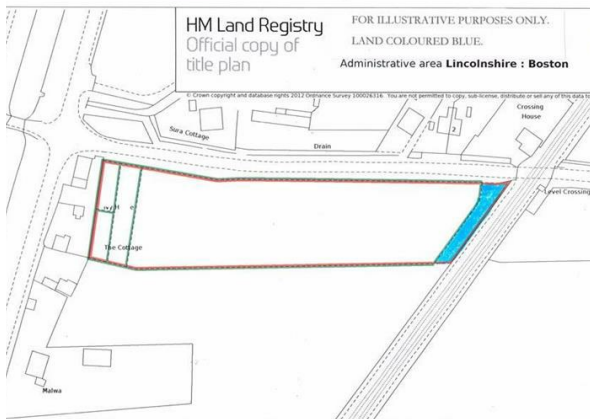 HM Land Registry
Official copy of
title plan
FOR ILLUSTRATIVE PURPOSES ONLY.
LAND COLOURED BLUE.
Administrative area Lincolnshire : Boston
© Crown copyright and database rights 2012 Ordnance Survey 100026316. You are not permitted to copy, sub-license, distribute or sell any of this data to
Crossing
House
Sura Cottage
Drain
Level Crossing
The Cottage
Malwa